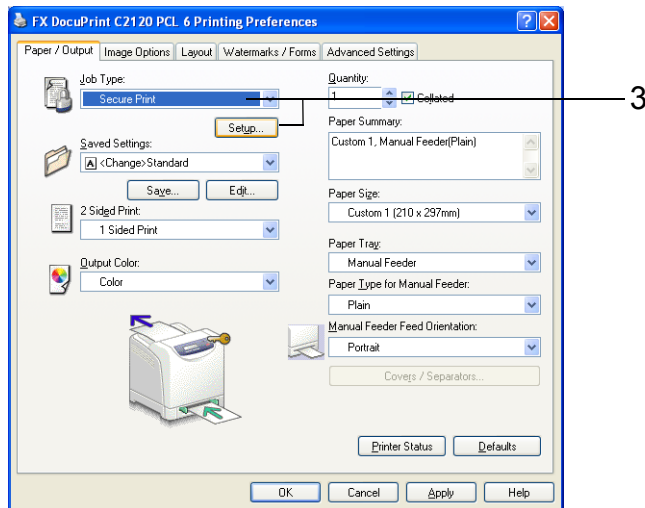 FX DocuPrint C2120 PCL 6 Printing Preferences
Paper / Output
Image Options
Layout
Watermarks / Forms
Advanced Settings
Job Type:
Secure Print
Setup...
Saved Settings:
A <Change>Standard
Save...
Edit...
2 Sided Print:
1 Sided Print
Output Color:
Color
Quantity:
1
Collated
3
Paper Summary:
Custom 1, Manual Feeder(Plain)
Paper Size:
Custom 1 (210 x 297mm)
Paper Tray:
Manual Feeder
Paper Type for Manual Feeder:
Plain
Manual Feeder Feed Orientation:
Portrait
Covers / Separators...
Printer Status
Defaults
OK
Cancel
Apply
Help